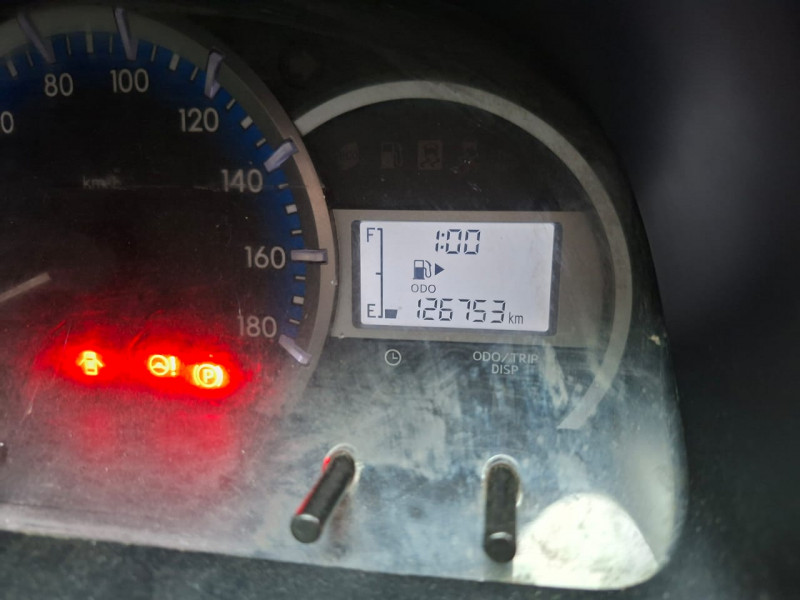 80
100
120
140
160
180
km/h
F
1:00
ODO
E
126753 km
ODO/TRIP
DISP
P